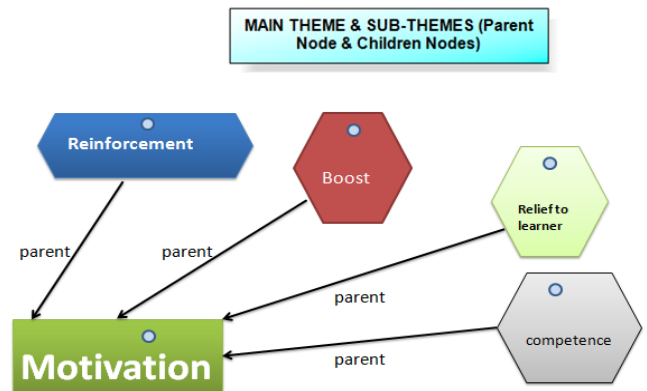 MAIN THEME & SUB-THEMES (Parent
Node & Children Nodes)
Reinforcement
Boost
Relief to
learner
parent
parent
parent
competence
parent
Motivation